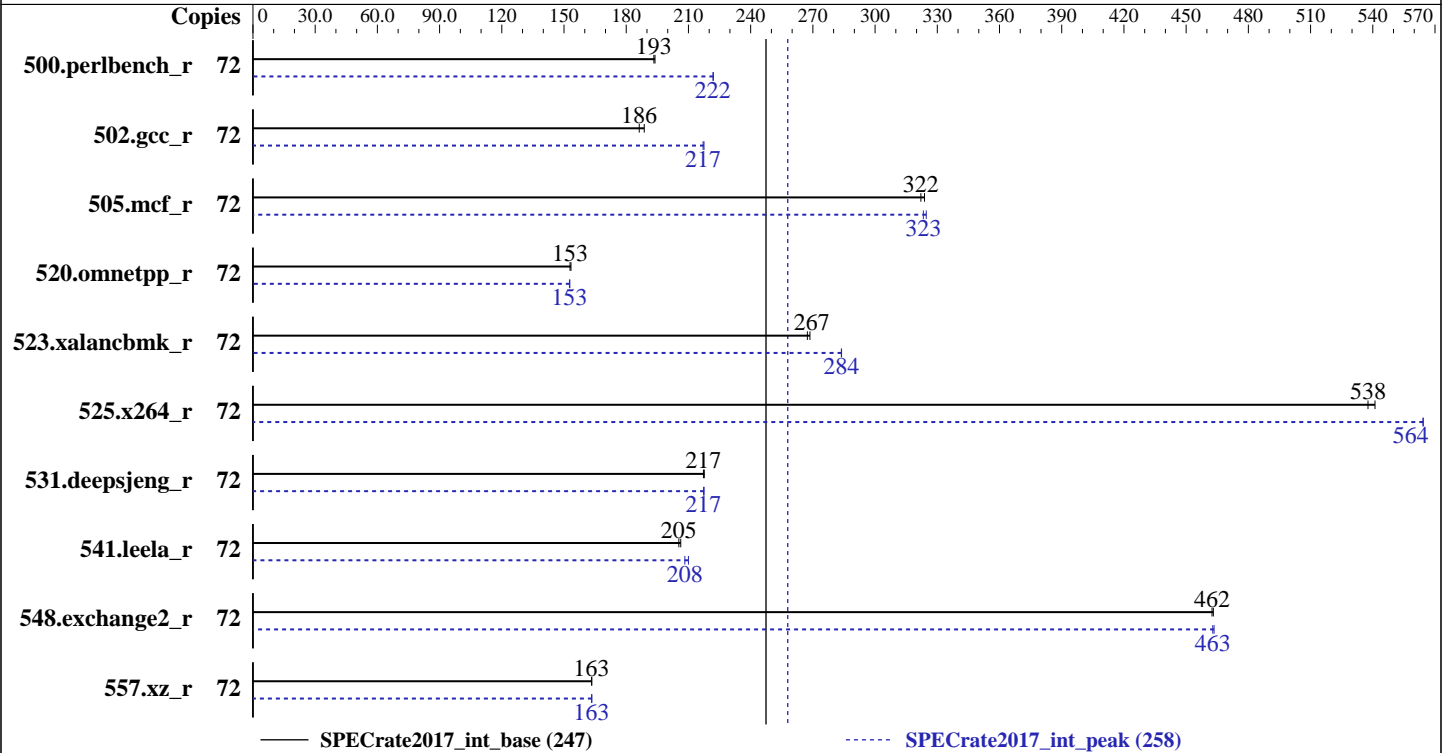 Copies 0 30.0 60.0 90.0 120 150 180 210 240 270 300 330 360 390 420 450 480 510 540 570
193
500.perlbench_r 72
222
186
502.gcc_r 72
217
322
505.mcf_r 72
323
153
520.omnetpp_r 72
153
267
523.xalancbmk_r 72
284
538
525.x264_r 72
564
217
531.deepsjeng_r 72
217
205
541.leela_r 72
208
462
548.exchange2_r 72
463
163
557.xz_r 72
163
SPECrate2017_int_base (247) SPECrate2017_int_peak (258)